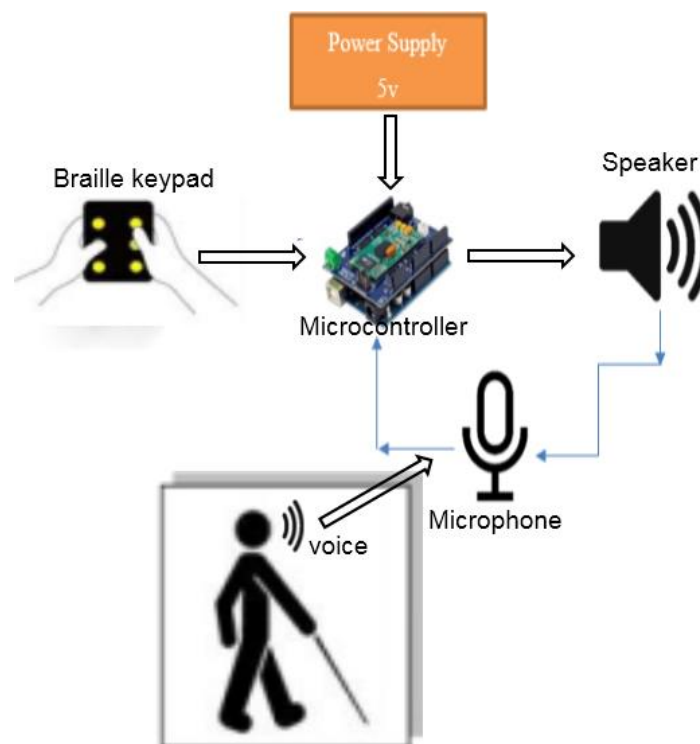 Power Supply
5v
Speaker
Braille keypad
Microcontroller
Microphone
voice